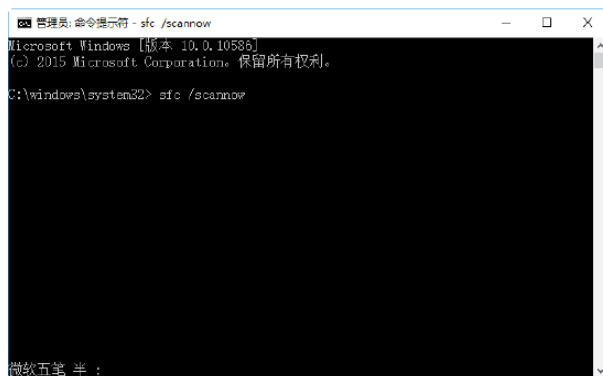 管理员: 命令提示符 - sfc /scannow
Microsoft Windows [版本 10.0.10586]
(c) 2015 Microsoft Corporation。保留所有权利。
C:\windows\system32> sfc /scannow
微软五笔 半 :